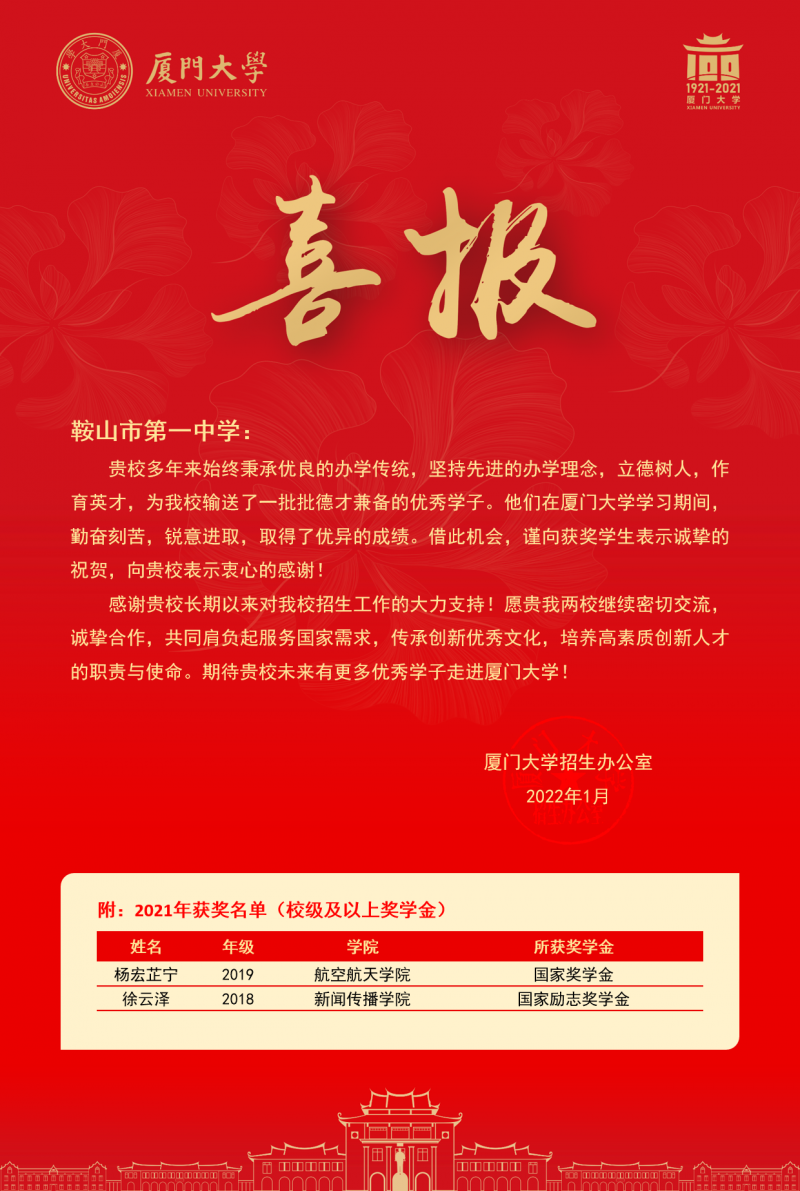 廈門大學
XIAMEN UNIVERSITY
UNIVERSITAS AMOIENSIS
1921-2021
厦门大学
XIAMEN UNIVERSITY
喜报
鞍山市第一中学：
贵校多年来始终秉承优良的办学传统，坚持先进的办学理念，立德树人，作
育英才，为我校输送了一批批德才兼备的优秀学子。他们在厦门大学学习期间，
勤奋刻苦，锐意进取，取得了优异的成绩。借此机会，谨向获奖学生表示诚挚的
祝贺，向贵校表示衷心的感谢！
感谢贵校长期以来对我校招生工作的大力支持！愿贵我两校继续密切交流，
诚挚合作，共同肩负起服务国家需求，传承创新优秀文化，培养高素质创新人才
的职责与使命。期待贵校未来有更多优秀学子走进厦门大学！
厦门大学招生办公室
2022年1月
附：2021年获奖名单（校级及以上奖学金）
姓名 年级 学院 所获奖学金
杨宏芷宁 2019 航空航天学院 国家奖学金
徐云泽 2018 新闻传播学院 国家励志奖学金